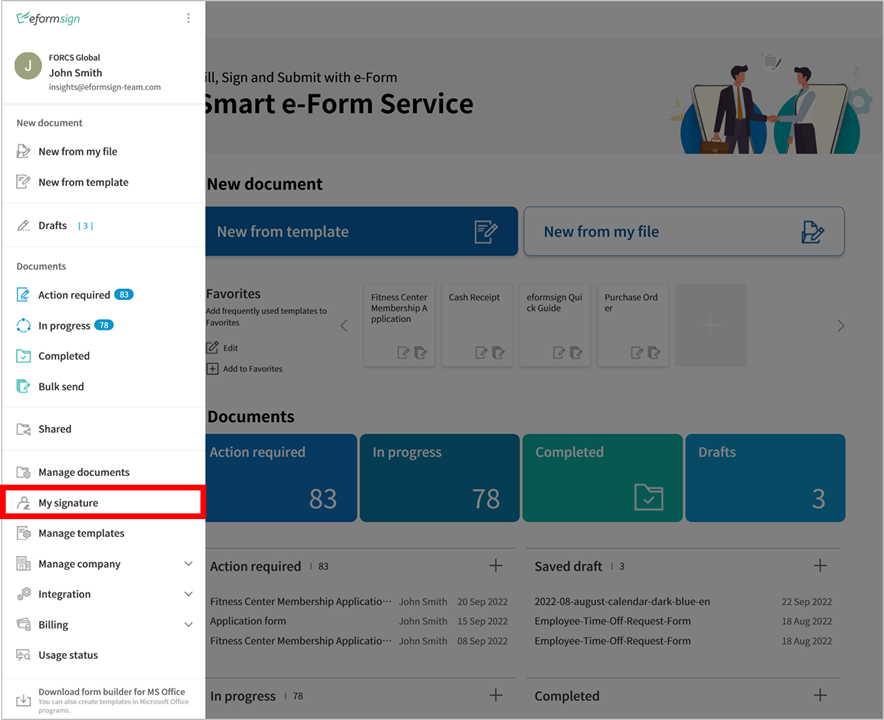 eformsign
J
FORCS Global
John Smith
insights@eformsign-team.com
New document
New from my file
New from template
Drafts [ 3 ]
Documents
Action required 83
In progress 78
Completed
Bulk send
Shared
Manage documents
My signature
Manage templates
Manage company
Integration
Billing
Usage status
Download form builder for MS Office
You can also create templates in Microsoft Office
programs.
ill, Sign and Submit with e-Form
Smart e-Form Service
New document
New from template
New from my file
Favorites
Add frequently used templates to
Favorites
Edit
Add to Favorites
Fitness Center
Membership A
pplication
Cash Receipt
eformsign Qui
ck Guide
Purchase Ord
er
Documents
Action required
83
In progress
78
Completed
Drafts
3
Action required | 83
Fitness Center Membership Applicatio··· John Smith 20 Sep 2022
Application form John Smith 15 Sep 2022
Fitness Center Membership Applicatio··· John Smith 08 Sep 2022
Saved draft | 3
2022-08-august-calendar-dark-blue-en 22 Sep 2022
Employee-Time-Off-Request-Form 18 Aug 2022
Employee-Time-Off-Request-Form 18 Aug 2022
In progress | 78
Completed